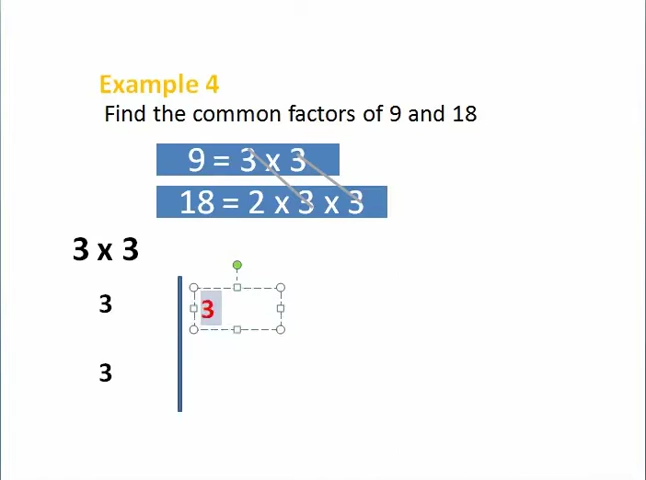 Example 4
Find the common factors of 9 and 18
9 = 3 x 3
18 = 2 x 3 x 3
3 x 3
3 3
3